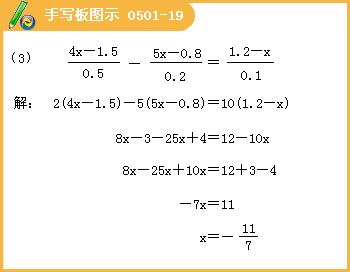 手写板图示 0501-19
(3) (4x-1.5)/0.5 - (5x-0.8)/0.2 = (1.2-x)/0.1
解: 2(4x-1.5)-5(5x-0.8)=10(1.2-x)
8x-3-25x+4=12-10x
8x-25x+10x=12+3-4
-7x=11
x=-11/7